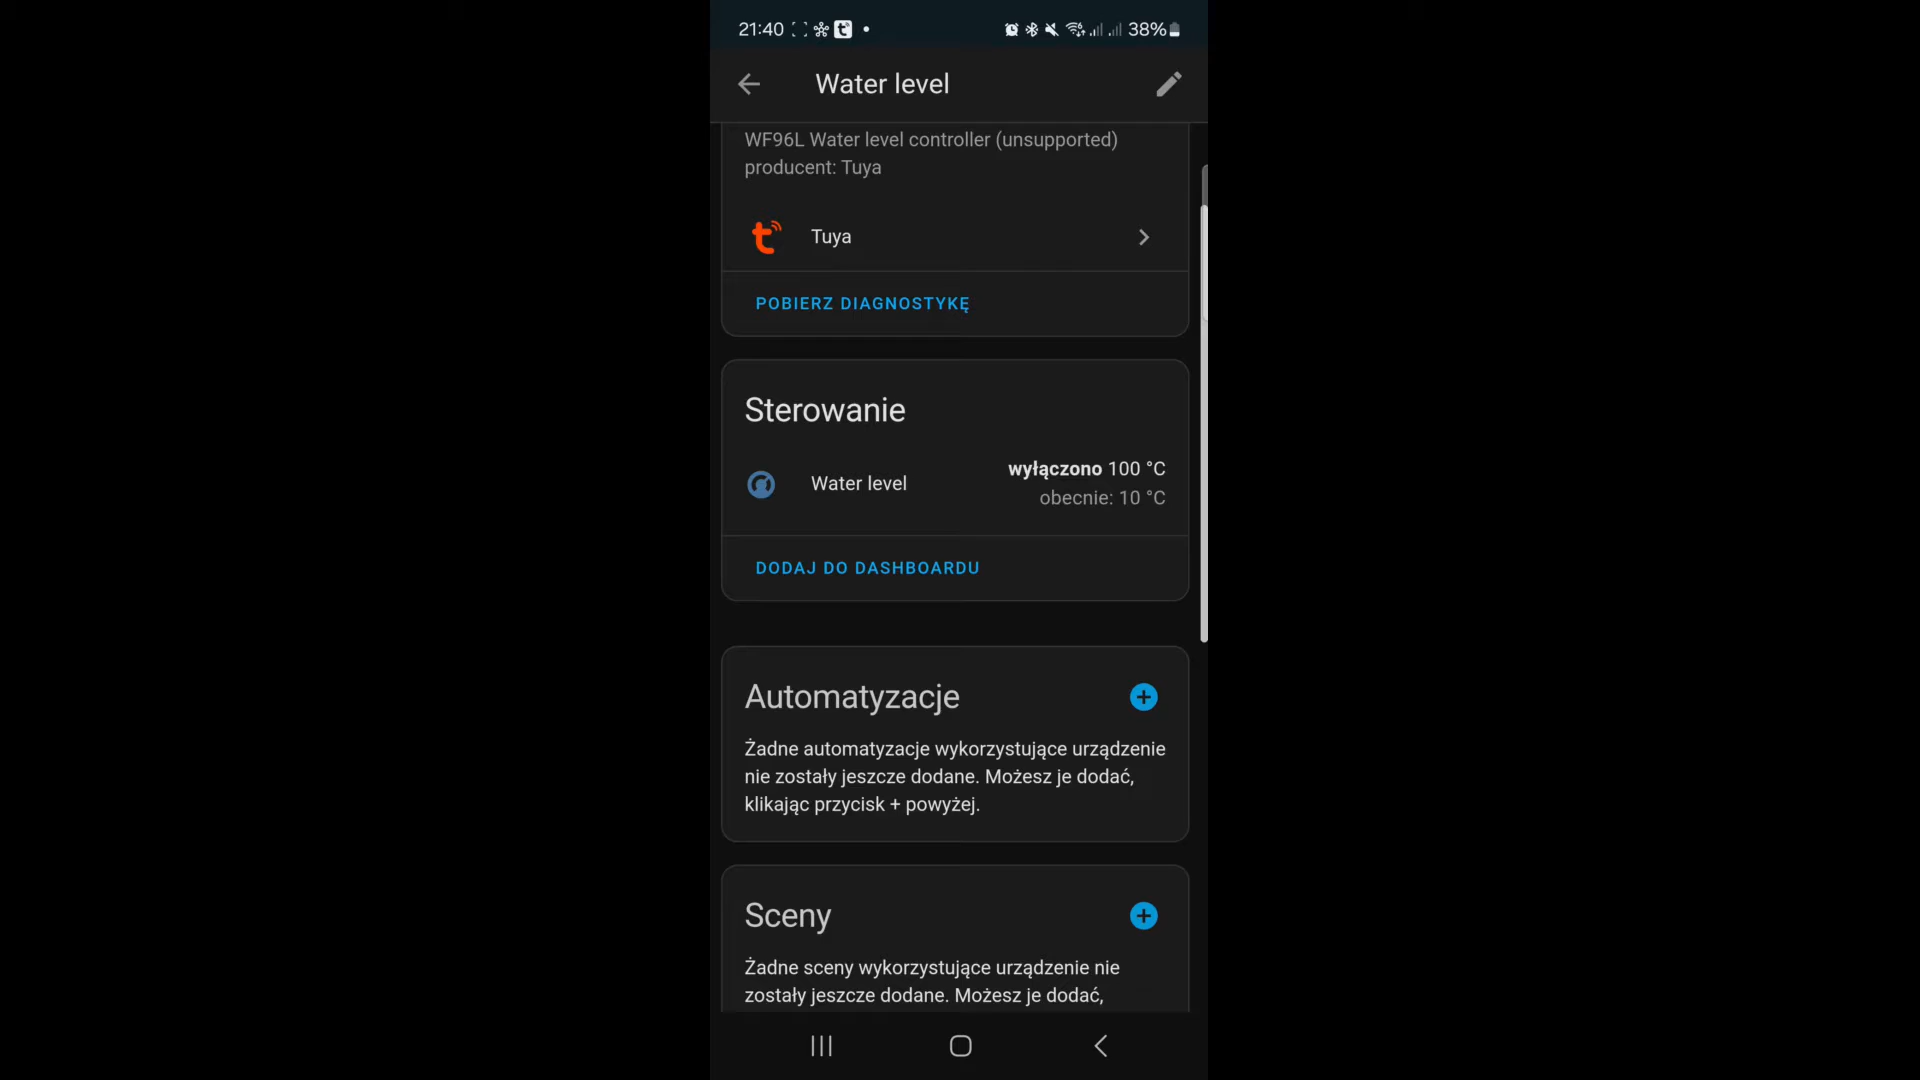 21:40 38%
Water level
WF96L Water level controller (unsupported)
producent: Tuya
Tuya
POBIERZ DIAGNOSTYKĘ
Sterowanie
Water level
wyłączono 100 °C
obecnie: 10 °C
DODAJ DO DASHBOARDU
Automatyzacje
Żadne automatyzacje wykorzystujące urządzenie
nie zostały jeszcze dodane. Możesz je dodać,
klikając przycisk + powyżej.
Sceny
Żadne sceny wykorzystujące urządzenie nie
zostały jeszcze dodane. Możesz je dodać,